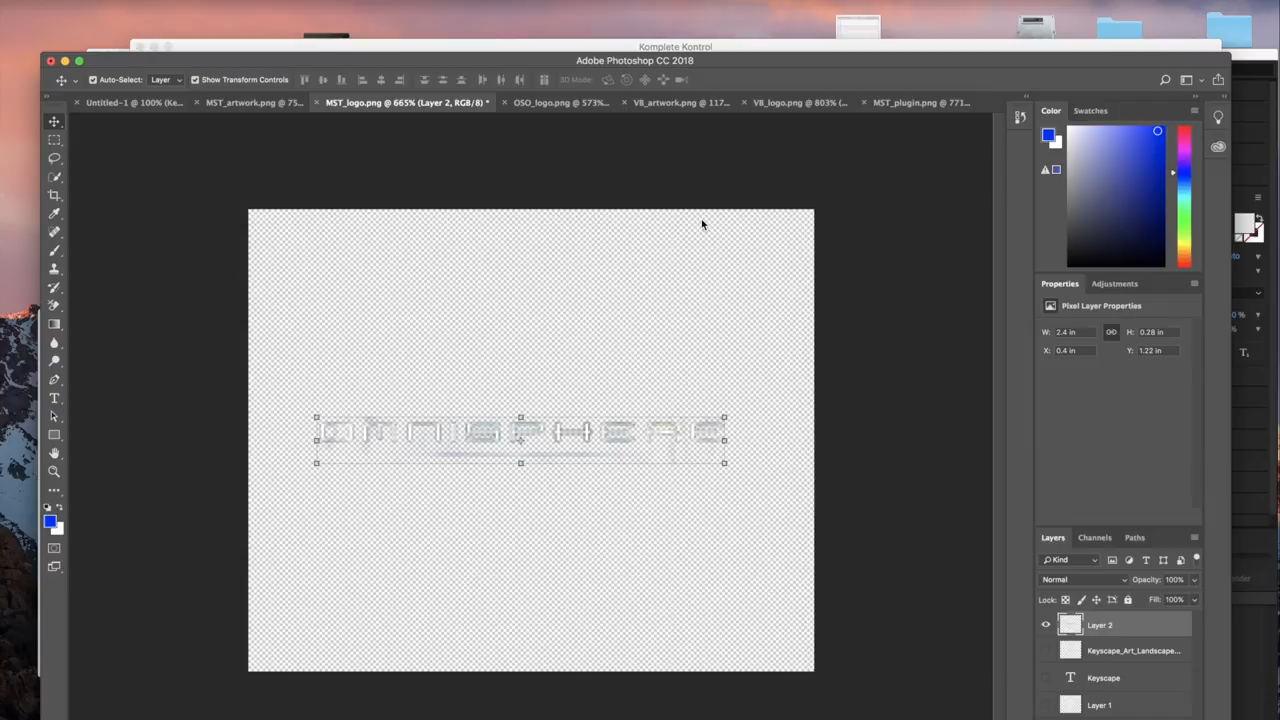 Komplete Kontrol
Adobe Photoshop CC 2018
Auto-Select: Layer Show Transform Controls 3D Mode:
Untitled-1 @ 100% (Ke... MST_artwork.png @ 75... MST_logo.png @ 665% (Layer 2, RGB/8) * OSO_logo.png @ 573%... VB_artwork.png @ 117... VB_logo.png @ 803% (... MST_plugin.png @ 771...
Color Swatches
Properties Adjustments
Pixel Layer Properties
W: 2.4 in H: 0.28 in
X: 0.4 in Y: 1.22 in
OMNISPHERE
Layers Channels Paths
Kind
Normal Opacity: 100%
Lock: Fill: 100%
Layer 2
Keyscape_Art_Landscape...
T Keyscape
Layer 1